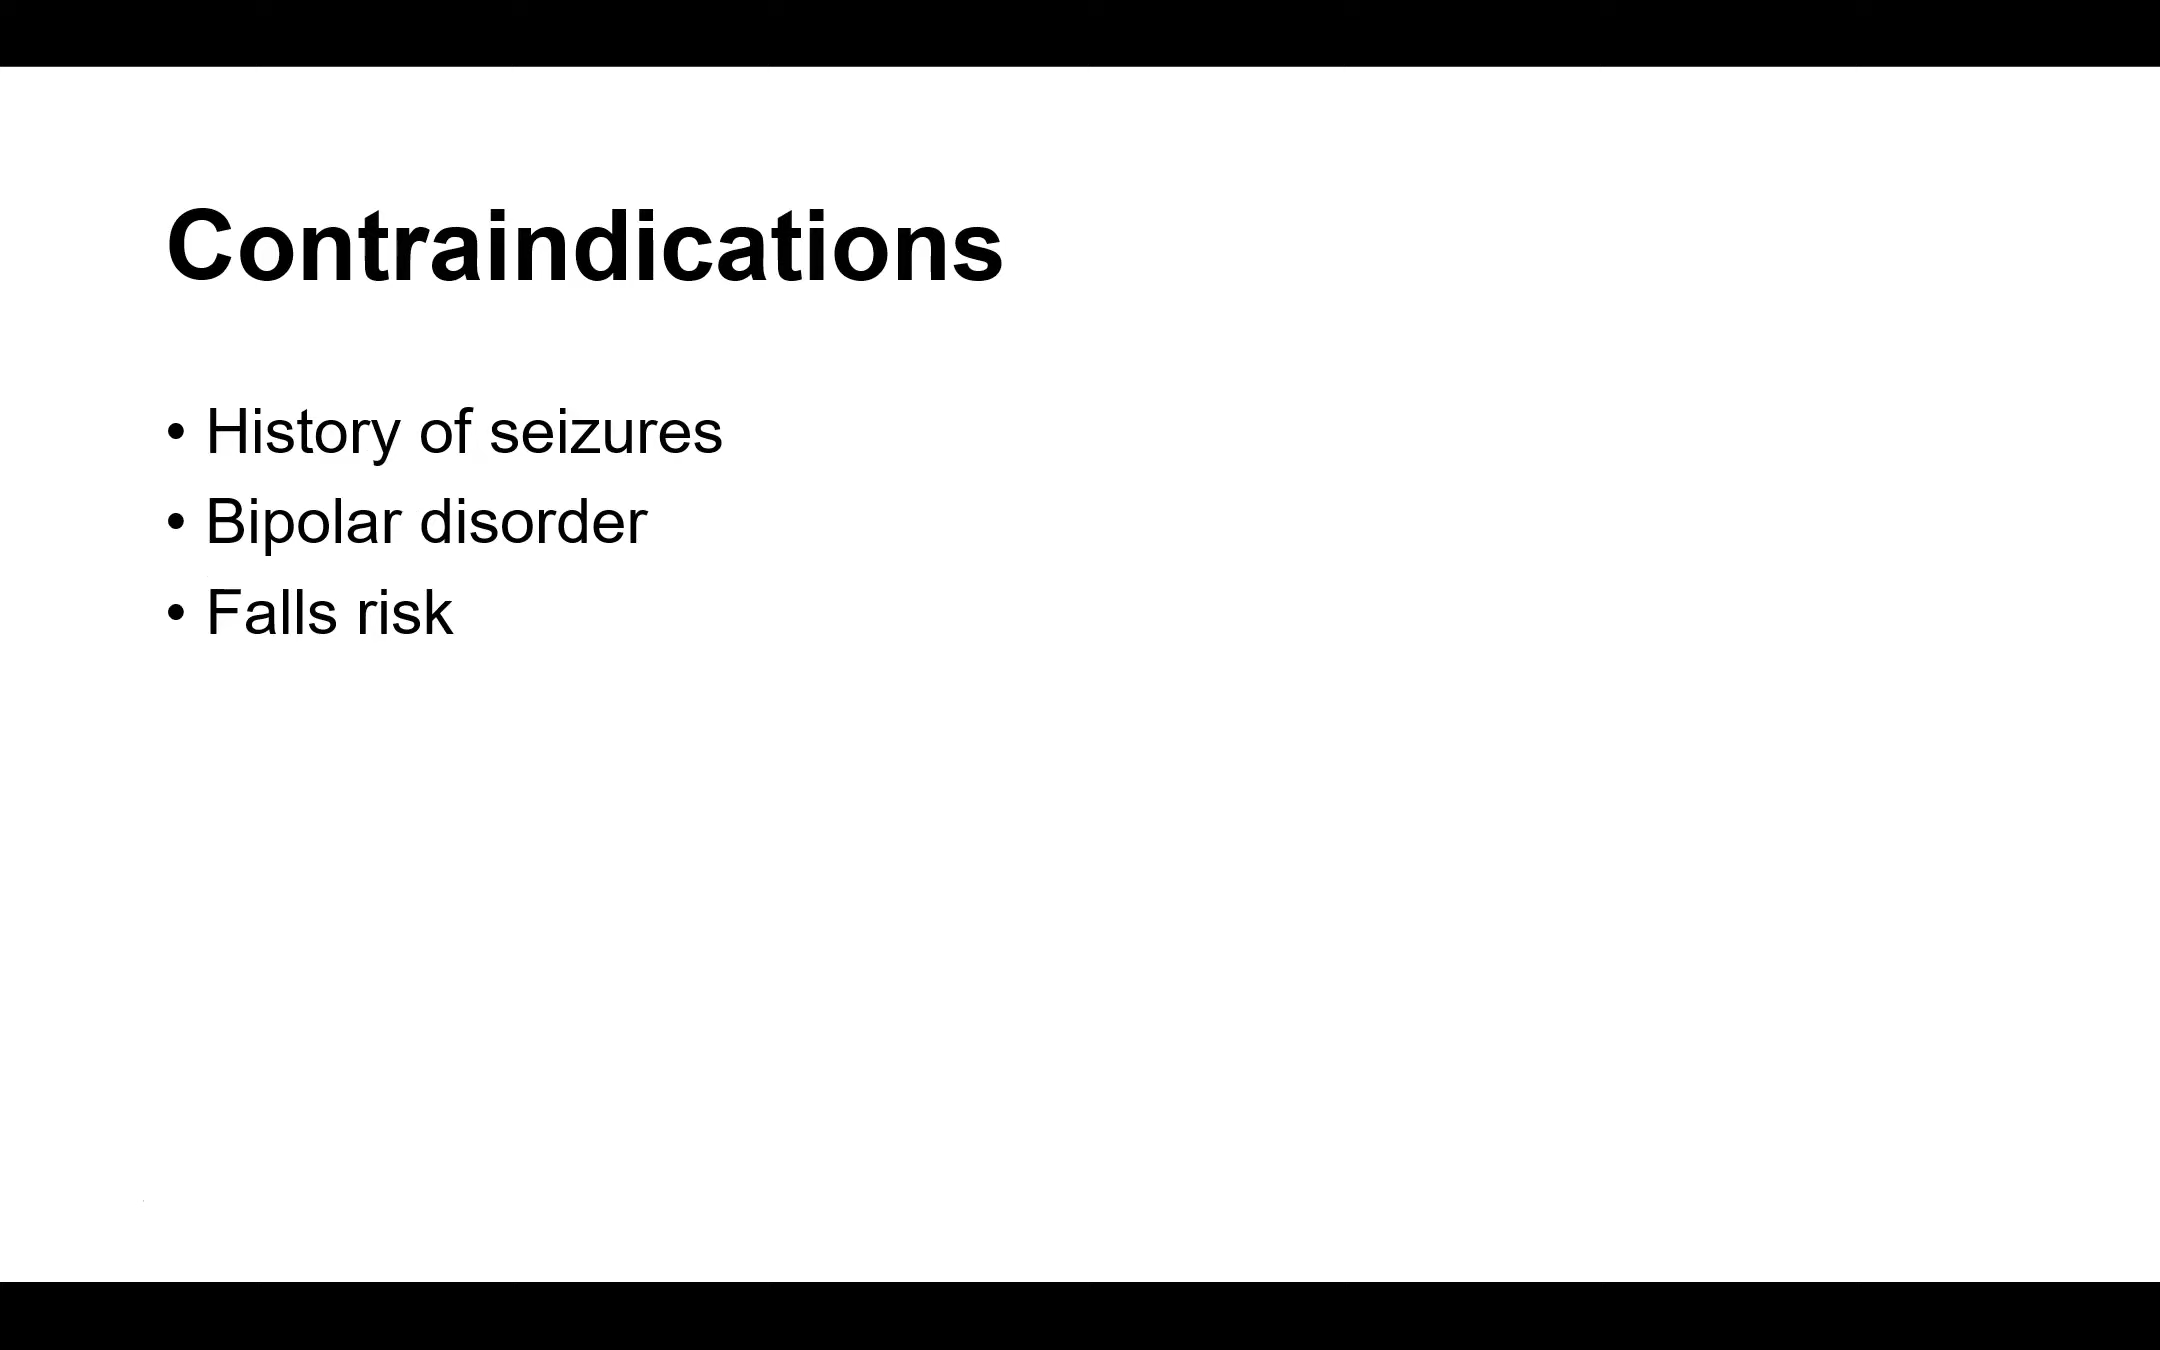 Contraindications
• History of seizures
• Bipolar disorder
• Falls risk